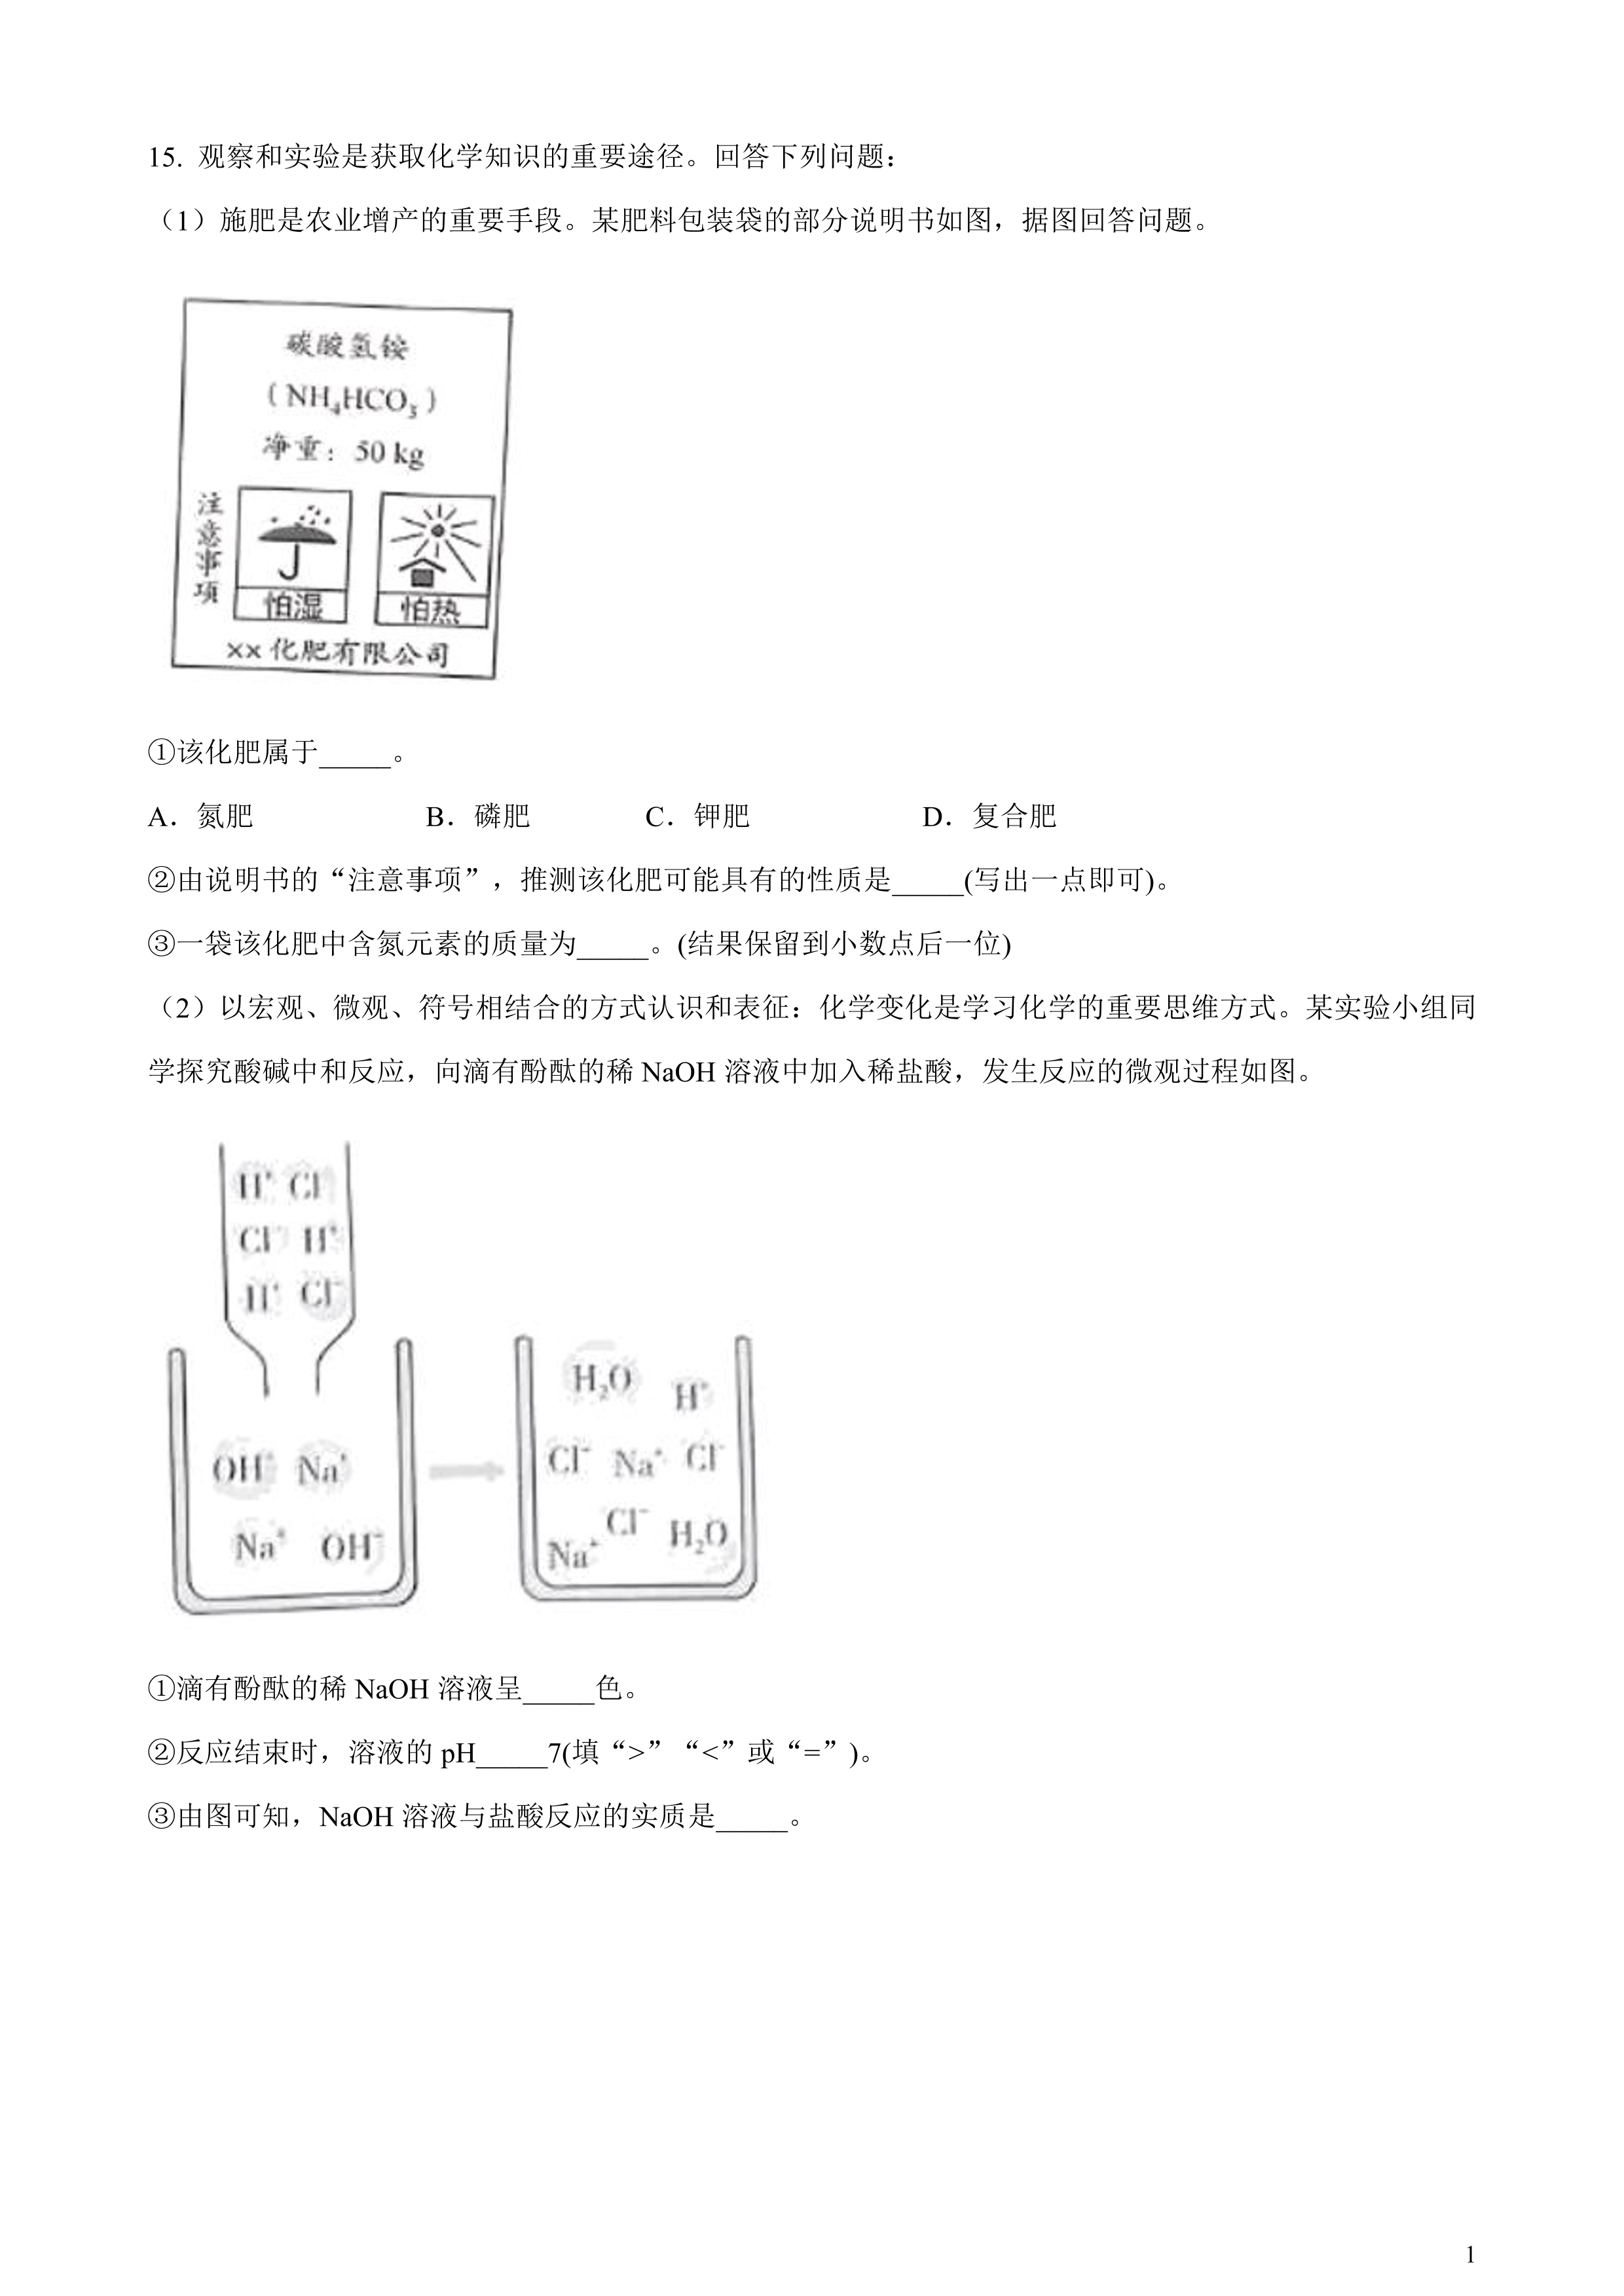 15. 观察和实验是获取化学知识的重要途径。回答下列问题：
（1）施肥是农业增产的重要手段。某肥料包装袋的部分说明书如图，据图回答问题。
碳酸氢铵
(NH₄HCO₃)
净重：50 kg
注意事项
怕湿 怕热
××化肥有限公司
①该化肥属于_____。
A．氮肥 B．磷肥 C．钾肥 D．复合肥
②由说明书的“注意事项”，推测该化肥可能具有的性质是_____(写出一点即可)。
③一袋该化肥中含氮元素的质量为_____。(结果保留到小数点后一位)
（2）以宏观、微观、符号相结合的方式认识和表征：化学变化是学习化学的重要思维方式。某实验小组同
学探究酸碱中和反应，向滴有酚酞的稀 NaOH 溶液中加入稀盐酸，发生反应的微观过程如图。
H⁺ Cl⁻
Cl⁻ H⁺
H⁺ Cl⁻
OH⁻ Na⁺
Na⁺ OH⁻
H₂O H⁺
Cl⁻ Na⁺ Cl⁻
Na⁺ Cl⁻ H₂O
①滴有酚酞的稀 NaOH 溶液呈_____色。
②反应结束时，溶液的 pH_____7(填“>”“<”或“=”)。
③由图可知，NaOH 溶液与盐酸反应的实质是_____。
1